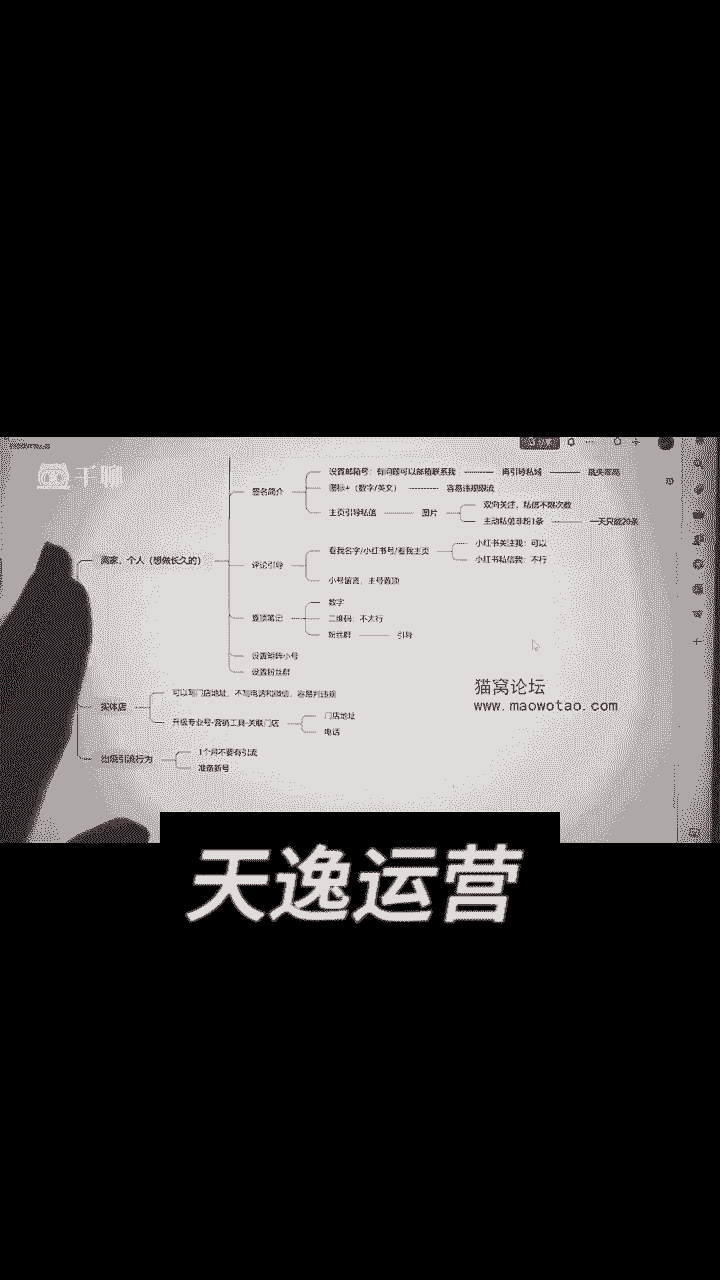 千聊
签名简介
设置邮箱号：有问题可以邮箱联系我
再引导私域
流失率高
图标+（数字/英文）
容易违规限流
主页引导私信
图片
双向关注，私信不限次数
主动私信非粉1条
一天只能20条
商家、个人（想做长久的）
评论引导
看我名字/小红书号/看我主页
小红书关注我：可以
小红书私信我：不行
小号留言，主号置顶
置顶笔记
数字
二维码：不太行
粉丝群
引导
设置矩阵小号
设置粉丝群
实体店
可以写门店地址，不写电话和微信，容易判违规
升级专业号-营销工具-关联门店
门店地址
电话
猫窝论坛
www.maowotao.com
引流行为
1个月不要有引流
准备新号
天逸运营